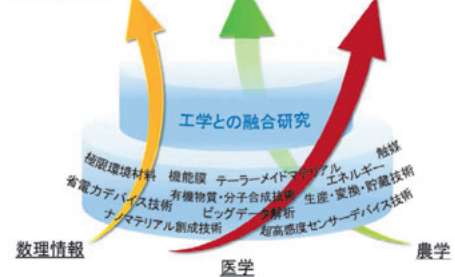 工学との融合研究
極限環境材料
機能膜
テーラーメイドマテリアル
触媒
省電力デバイス技術
有機物質・分子合成技術
エネルギー
生産・変換・貯蔵技術
ナノマテリアル創成技術
ビッグデータ解析
超高感度センサーデバイス技術
数理情報
医学
農学